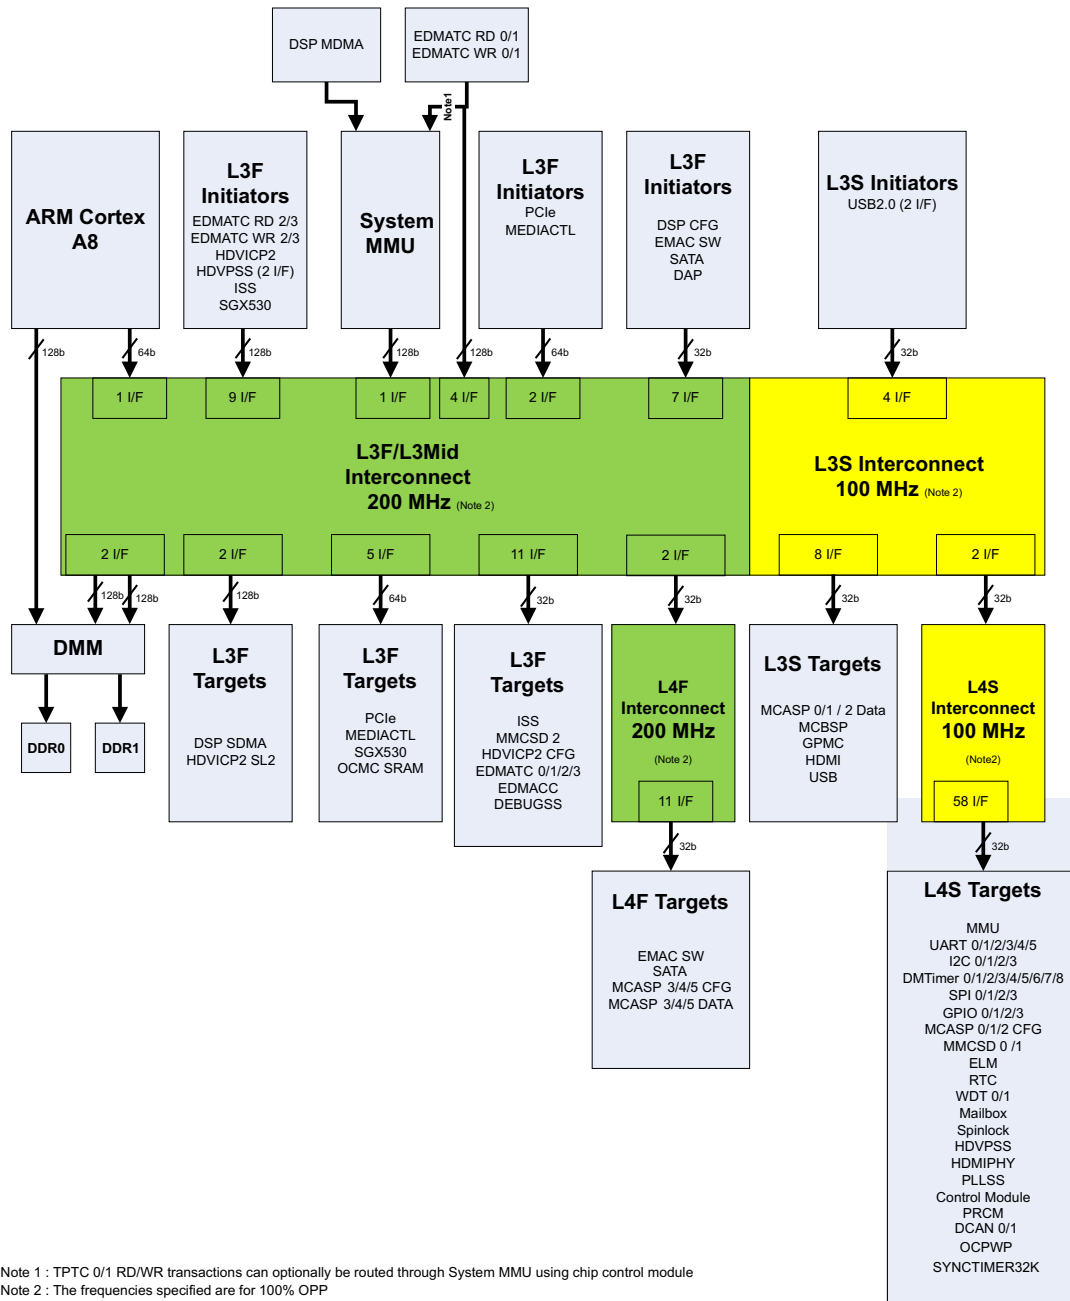 DSP MDMA
EDMATC RD 0/1
EDMATC WR 0/1
Note1
ARM Cortex
A8
L3F
Initiators
EDMATC RD 2/3
EDMATC WR 2/3
HDVICP2
HDVPSS (2 I/F)
ISS
SGX530
System
MMU
L3F
Initiators
PCIe
MEDIACTL
L3F
Initiators
DSP CFG
EMAC SW
SATA
DAP
L3S Initiators
USB2.0 (2 I/F)
128b
64b
128b
128b
128b
64b
32b
32b
1 I/F
9 I/F
1 I/F
4 I/F
2 I/F
7 I/F
4 I/F
L3F/L3Mid
Interconnect
200 MHz (Note 2)
L3S Interconnect
100 MHz (Note 2)
2 I/F
2 I/F
5 I/F
11 I/F
2 I/F
8 I/F
2 I/F
128b
128b
128b
64b
32b
32b
32b
32b
DMM
DDR0
DDR1
L3F
Targets
DSP SDMA
HDVICP2 SL2
L3F
Targets
PCIe
MEDIACTL
SGX530
OCMC SRAM
L3F
Targets
ISS
MMCSD 2
HDVICP2 CFG
EDMATC 0/1/2/3
EDMACC
DEBUGSS
L4F
Interconnect
200 MHz
(Note 2)
11 I/F
32b
L3S Targets
MCASP 0/1 / 2 Data
MCBSP
GPMC
HDMI
USB
L4S
Interconnect
100 MHz
(Note2)
58 I/F
32b
L4F Targets
EMAC SW
SATA
MCASP 3/4/5 CFG
MCASP 3/4/5 DATA
L4S Targets
MMU
UART 0/1/2/3/4/5
I2C 0/1/2/3
DMTimer 0/1/2/3/4/5/6/7/8
SPI 0/1/2/3
GPIO 0/1/2/3
MCASP 0/1/2 CFG
MMCSD 0 /1
ELM
RTC
WDT 0/1
Mailbox
Spinlock
HDVPSS
HDMIPHY
PLLSS
Control Module
PRCM
DCAN 0/1
OCPWP
SYNCTIMER32K
Note 1 : TPTC 0/1 RD/WR transactions can optionally be routed through System MMU using chip control module
Note 2 : The frequencies specified are for 100% OPP